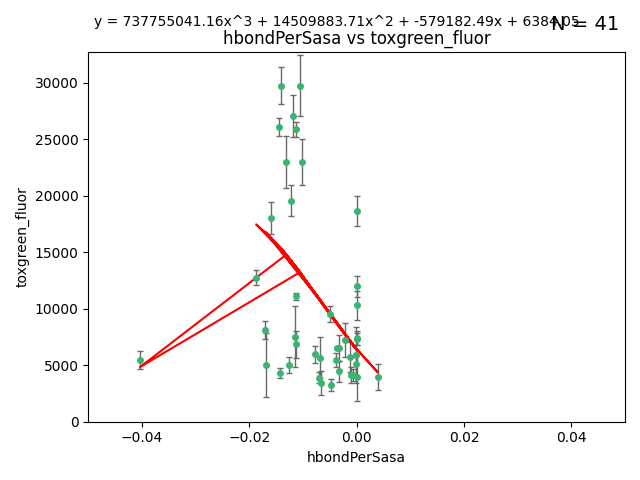 y = 737755041.16x^3 + 14509883.71x^2 + -579182.49x + 6384.05
N = 41
hbondPerSasa vs toxgreen_fluor
30000
25000
20000
15000
10000
5000
0
toxgreen_fluor
−0.04 −0.02 0.00 0.02 0.04
hbondPerSasa